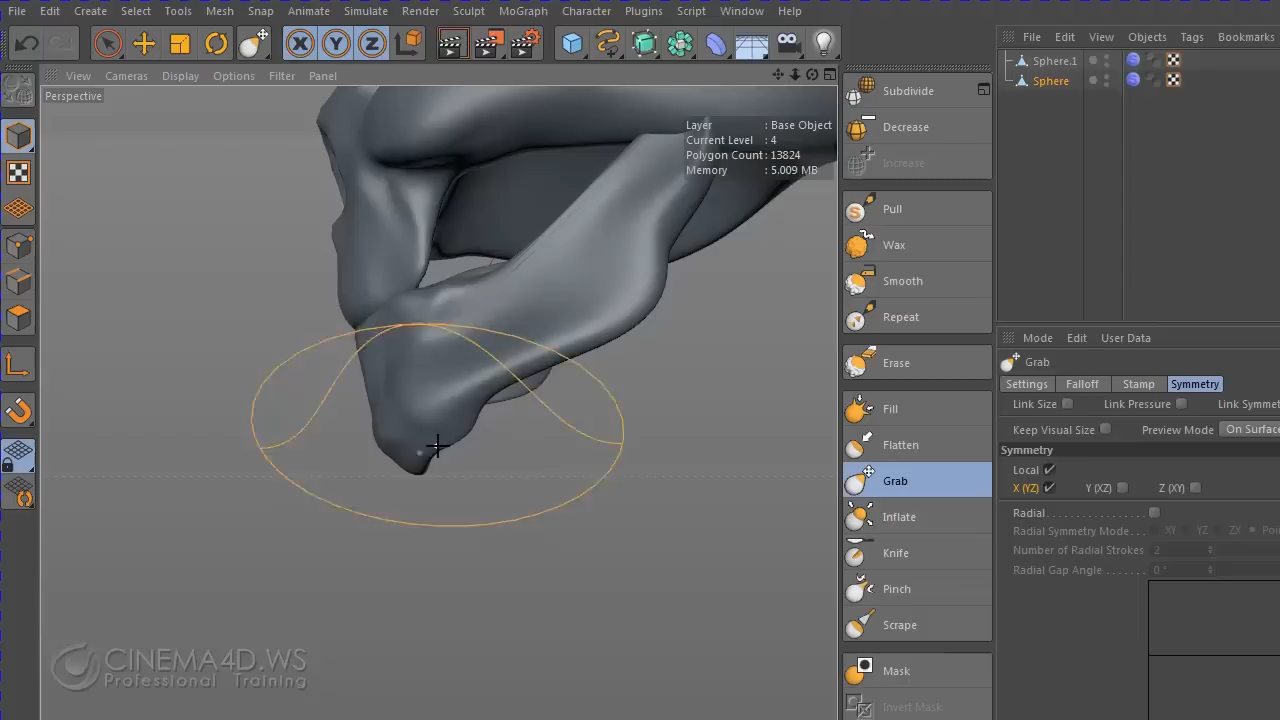 File Edit Create Select Tools Mesh Snap Animate Simulate Render Sculpt MoGraph Character Plugins Script Window Help
File Edit View Objects Tags Bookmarks
X Y Z
View Cameras Display Options Filter Panel
Perspective
Layer : Base Object
Current Level : 4
Polygon Count : 13824
Memory : 5.009 MB
Subdivide
Decrease
Increase
Pull
Wax
Smooth
Repeat
Erase
Fill
Flatten
Grab
Inflate
Knife
Pinch
Scrape
Mask
Invert Mask
Sphere.1
Sphere
Mode Edit User Data
Grab
Settings Falloff Stamp Symmetry
Link Size Link Pressure Link Symmet
Keep Visual Size Preview Mode On Surface
Symmetry
Local
X (YZ) Y (XZ) Z (XY)
Radial
Radial Symmetry Mode XY YZ ZX Poi
Number of Radial Strokes 2
Radial Gap Angle 0 °
CINEMA4D.WS
Professional Training